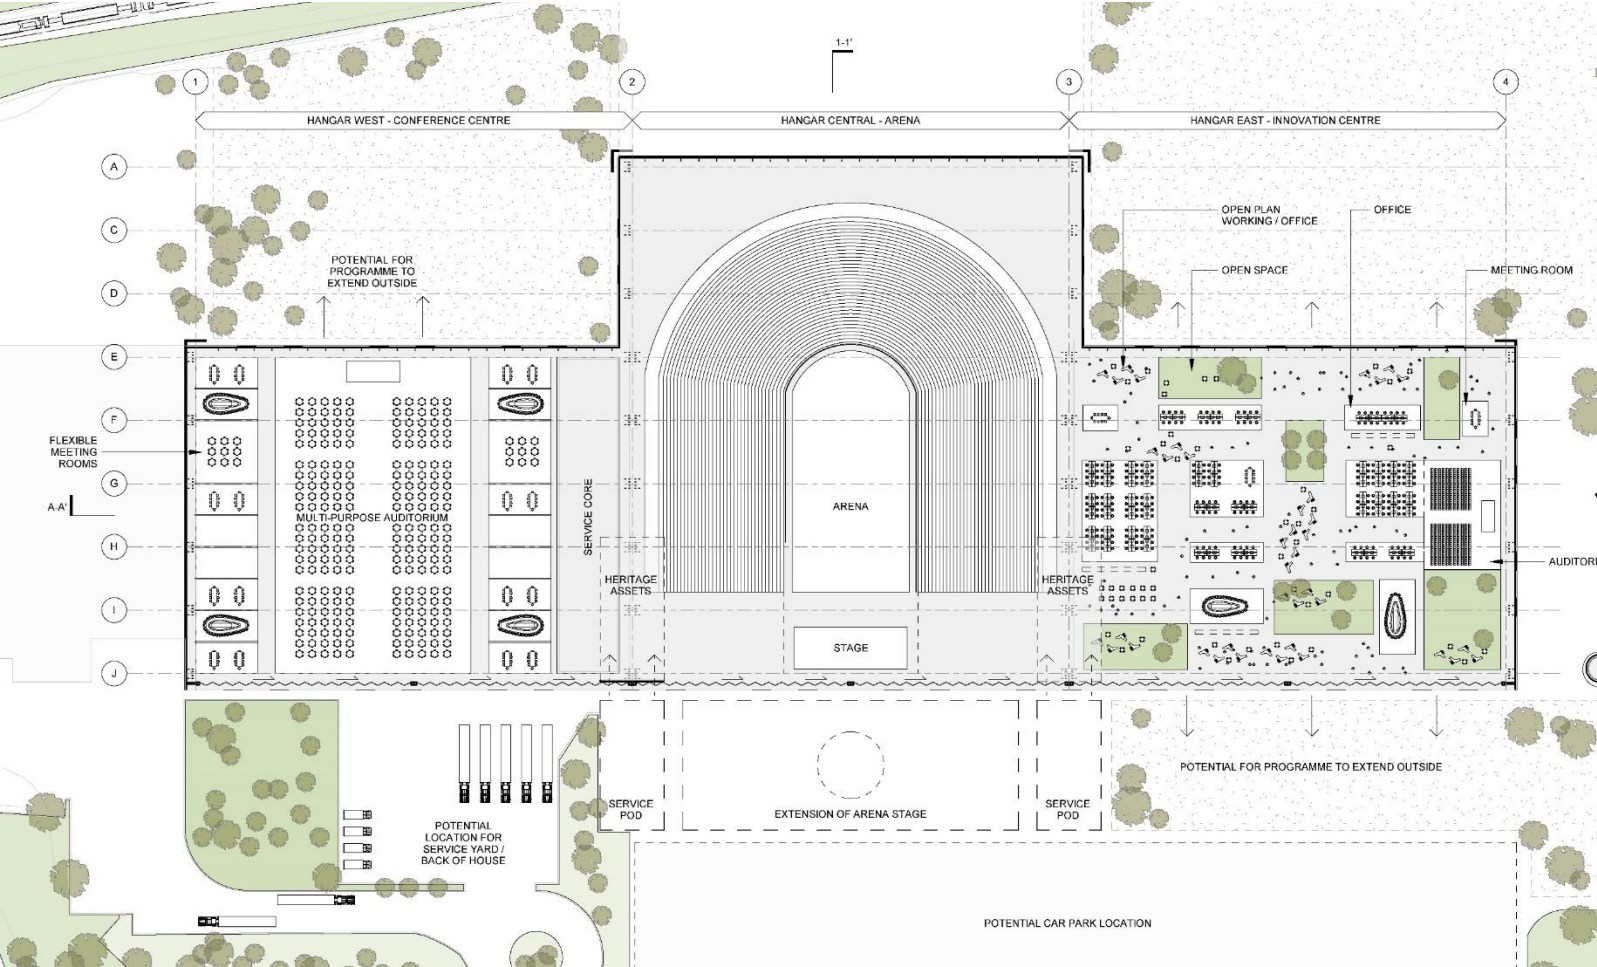 1-1'
1
2
3
4
HANGAR WEST - CONFERENCE CENTRE
HANGAR CENTRAL - ARENA
HANGAR EAST - INNOVATION CENTRE
A
C
D
E
F
G
H
I
J
OPEN PLAN
WORKING / OFFICE
OFFICE
POTENTIAL FOR
PROGRAMME TO
EXTEND OUTSIDE
OPEN SPACE
MEETING ROOM
FLEXIBLE
MEETING
ROOMS
A-A'
MULTI-PURPOSE AUDITORIUM
SERVICE CORE
ARENA
HERITAGE
ASSETS
HERITAGE
ASSETS
AUDITORI
STAGE
POTENTIAL FOR PROGRAMME TO EXTEND OUTSIDE
SERVICE
POD
EXTENSION OF ARENA STAGE
SERVICE
POD
POTENTIAL
LOCATION FOR
SERVICE YARD /
BACK OF HOUSE
POTENTIAL CAR PARK LOCATION